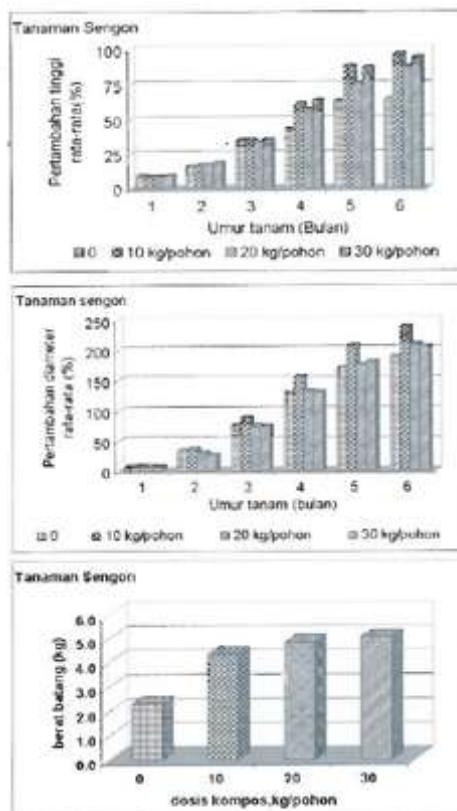 Tanaman Sengon
Pertambahan tinggi
rata-rata(%)
100
75
50
25
0
1 2 3 4 5 6
Umur tanam (Bulan)
0 10 kg/pohon 20 kg/pohon 30 kg/pohon
Tanaman sengon
Pertambahan diameter
rata-rata (%)
250
200
150
100
50
0
1 2 3 4 5 6
Umur tanam (bulan)
0 10 kg/pohon 20 kg/pohon 30 kg/pohon
Tanaman Sengon
berat batang (kg)
6.0
5.0
4.0
3.0
2.0
1.0
0.0
0 10 20 30
dosis kompos,kg/pohon